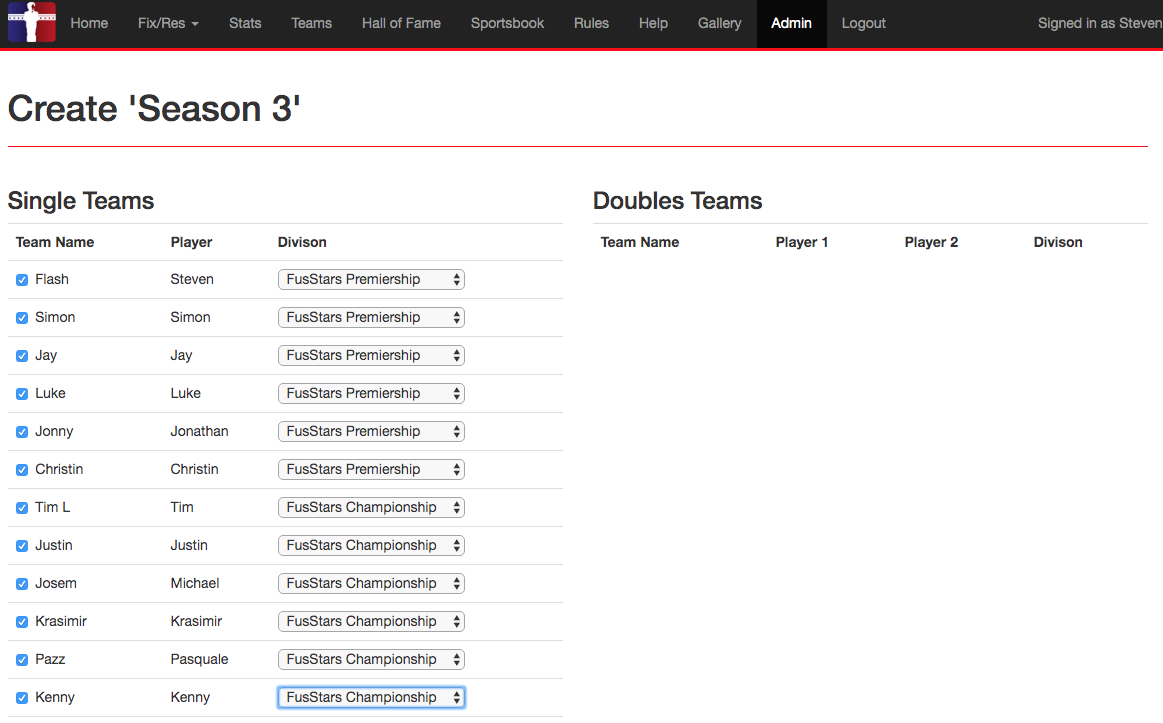 Home Fix/Res Stats Teams Hall of Fame Sportsbook Rules Help Gallery Admin Logout Signed in as Steven
Create 'Season 3'
Single Teams
Team Name Player Divison
Flash Steven FusStars Premiership
Simon Simon FusStars Premiership
Jay Jay FusStars Premiership
Luke Luke FusStars Premiership
Jonny Jonathan FusStars Premiership
Christin Christin FusStars Premiership
Tim L Tim FusStars Championship
Justin Justin FusStars Championship
Josem Michael FusStars Championship
Krasimir Krasimir FusStars Championship
Pazz Pasquale FusStars Championship
Kenny Kenny FusStars Championship
Doubles Teams
Team Name Player 1 Player 2 Divison